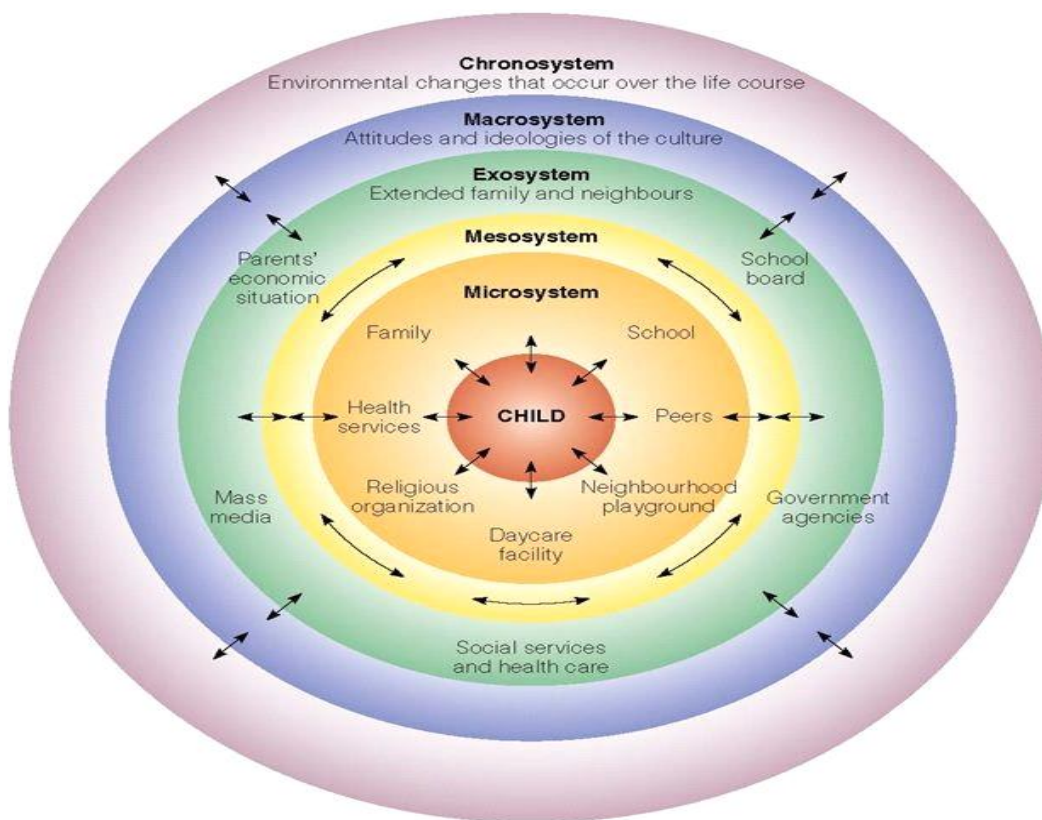 Chronosystem
Environmental changes that occur over the life course
Macrosystem
Attitudes and ideologies of the culture
Exosystem
Extended family and neighbours
Mesosystem
Parents'
economic
situation
School
board
Microsystem
Family
School
Health
services
CHILD
Peers
Religious
organization
Neighbourhood
playground
Mass
media
Government
agencies
Daycare
facility
Social services
and health care